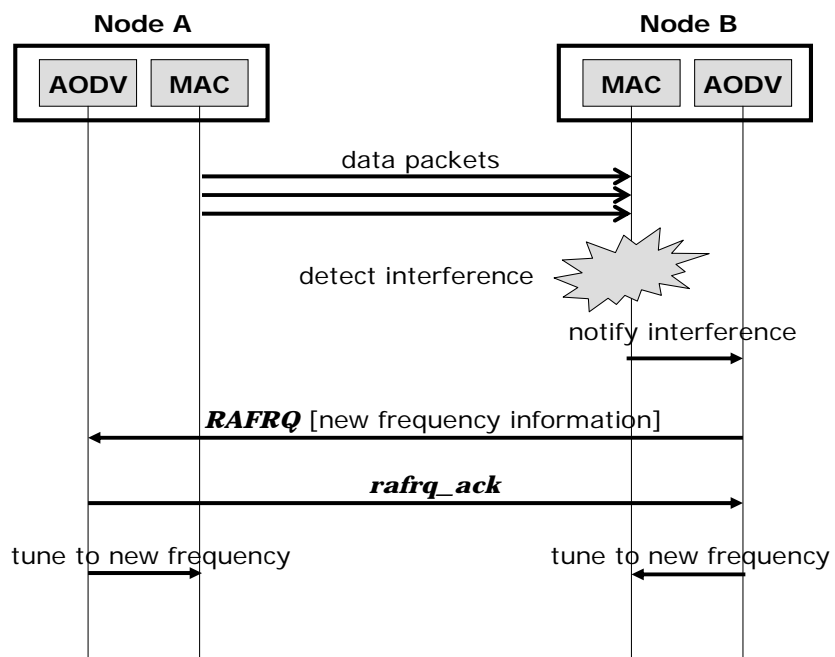 Node A Node B
AODV MAC MAC AODV
data packets
detect interference
notify interference
RAFRQ [new frequency information]
rafrq_ack
tune to new frequency tune to new frequency